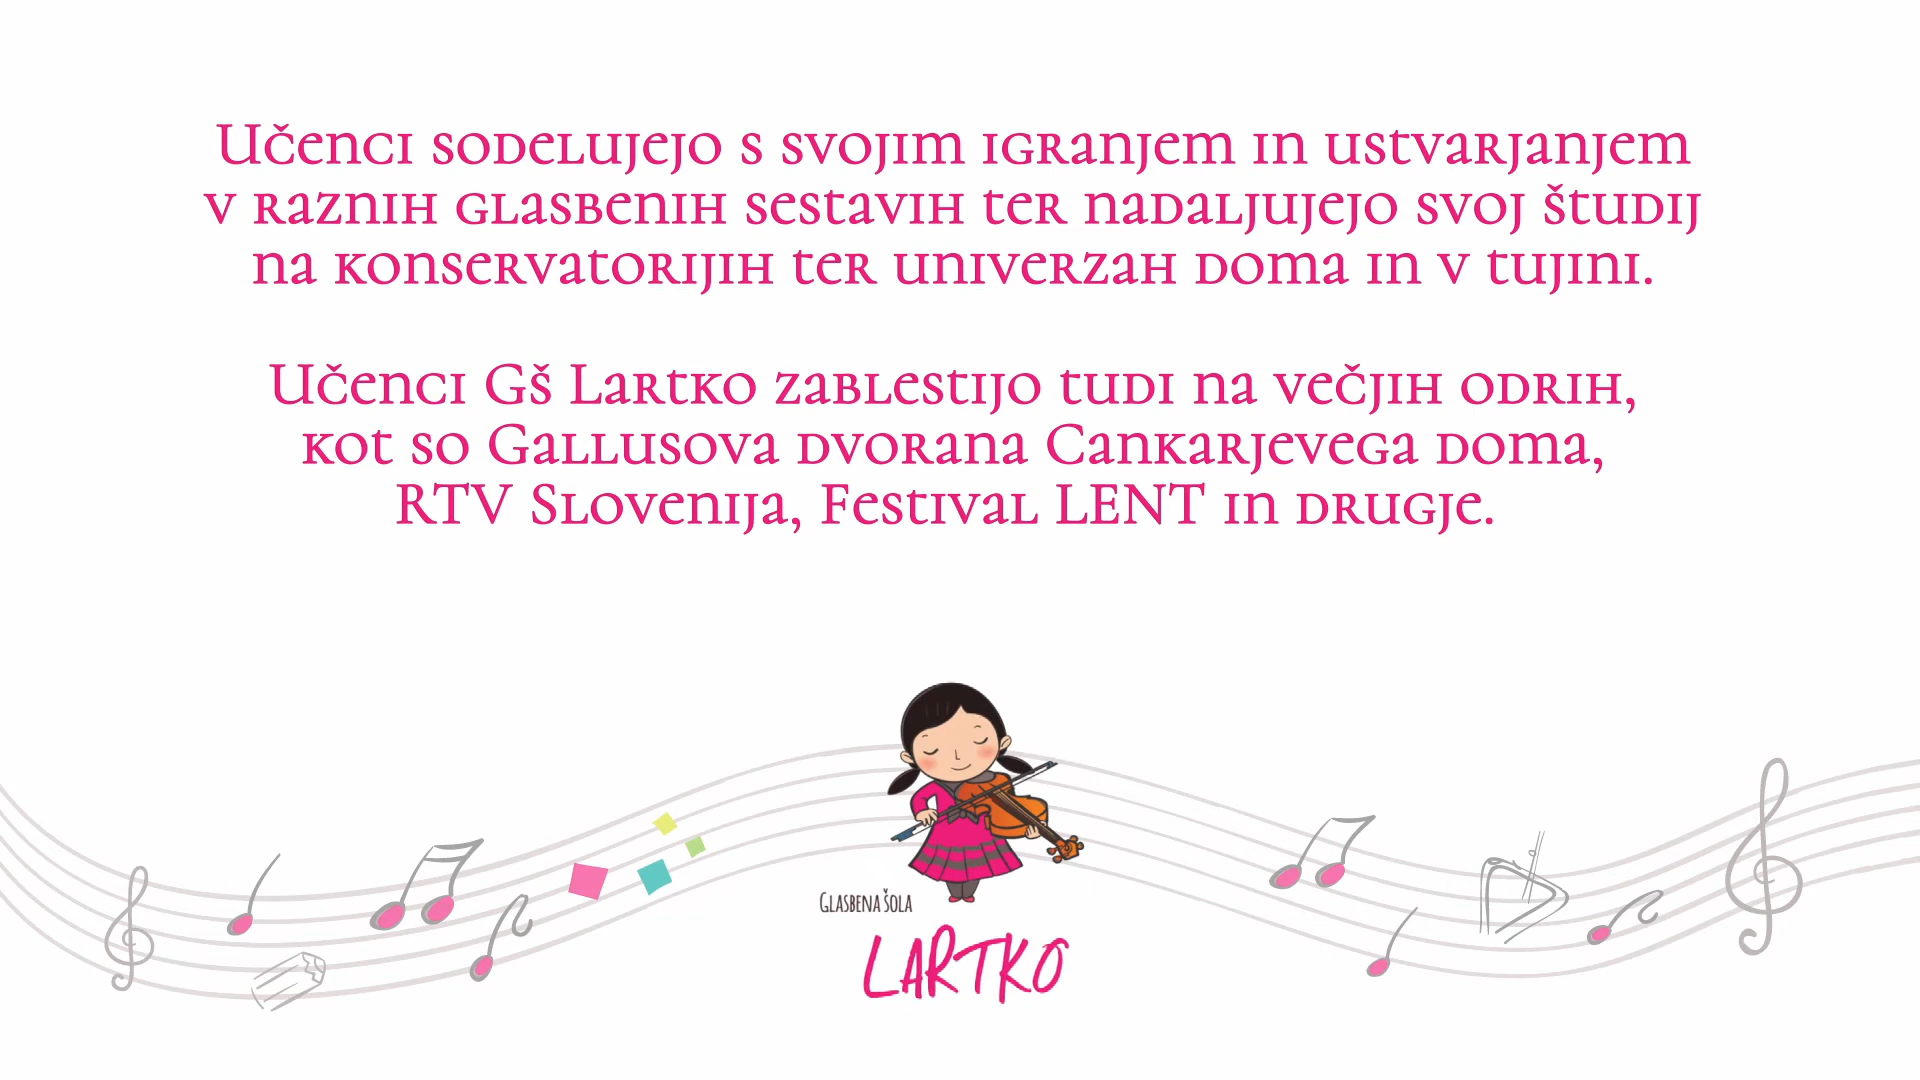 Učenci sodelujejo s svojim igranjem in ustvarjanjem
v raznih glasbenih sestavih ter nadaljujejo svoj študij
na konservatorijih ter univerzah doma in v tujini.
Učenci Gš Lartko zablestijo tudi na večjih odrih,
kot so Gallusova dvorana Cankarjevega doma,
RTV Slovenija, Festival LENT in drugje.
GLASBENA ŠOLA
LARTKO